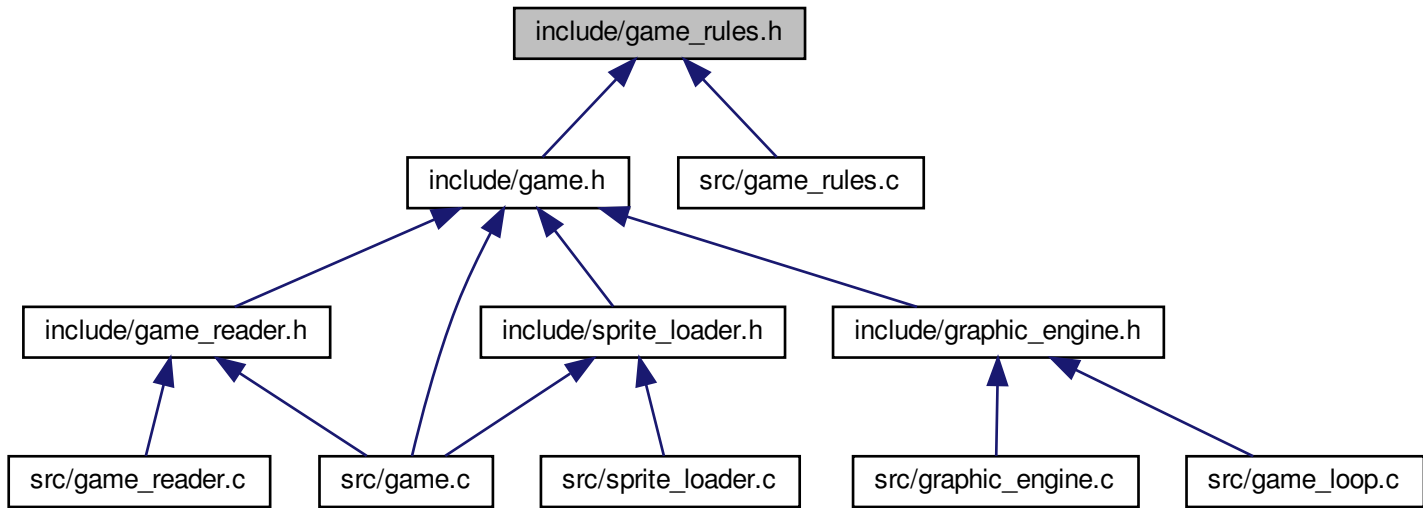 include/game_rules.h
include/game.h
src/game_rules.c
include/game_reader.h
include/sprite_loader.h
include/graphic_engine.h
src/game_reader.c
src/game.c
src/sprite_loader.c
src/graphic_engine.c
src/game_loop.c